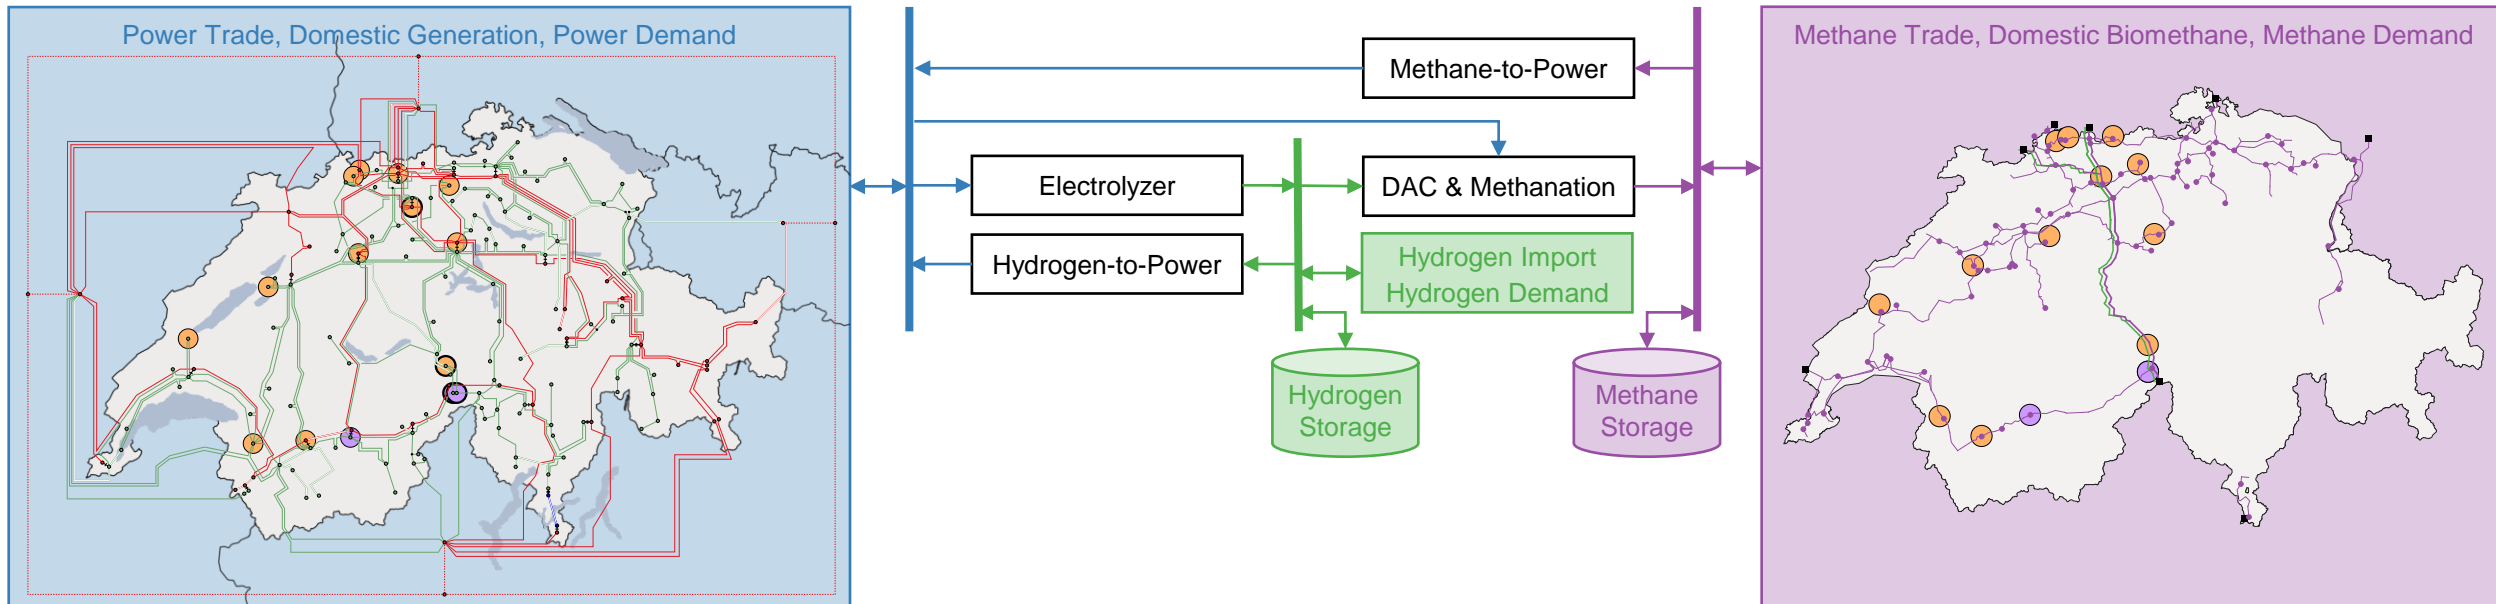 Power Trade, Domestic Generation, Power Demand
Methane-to-Power
Electrolyzer
DAC & Methanation
Hydrogen-to-Power
Hydrogen Import
Hydrogen Demand
Hydrogen
Storage
Methane
Storage
Methane Trade, Domestic Biomethane, Methane Demand